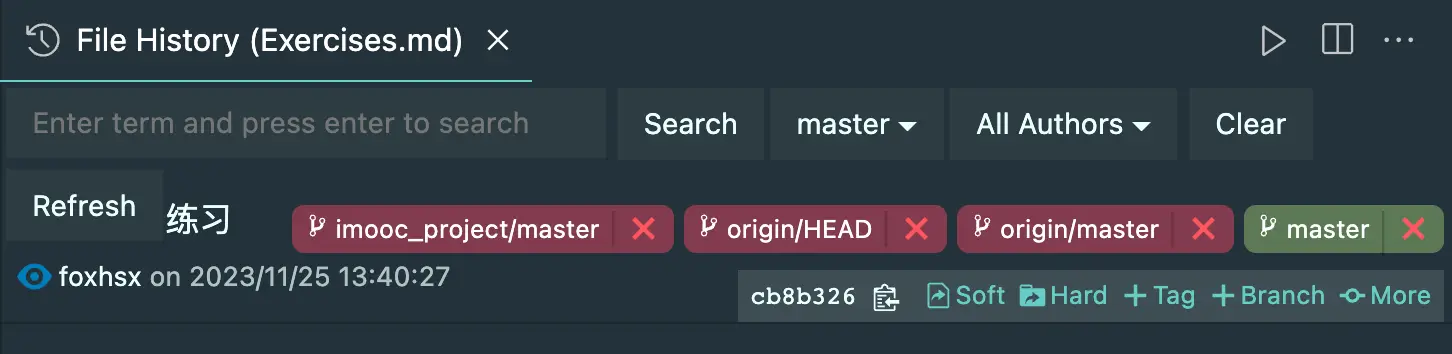 File History (Exercises.md)
Enter term and press enter to search Search master All Authors Clear
Refresh 练习 imooc_project/master origin/HEAD origin/master master
foxhsx on 2023/11/25 13:40:27
cb8b326 Soft Hard +Tag +Branch More